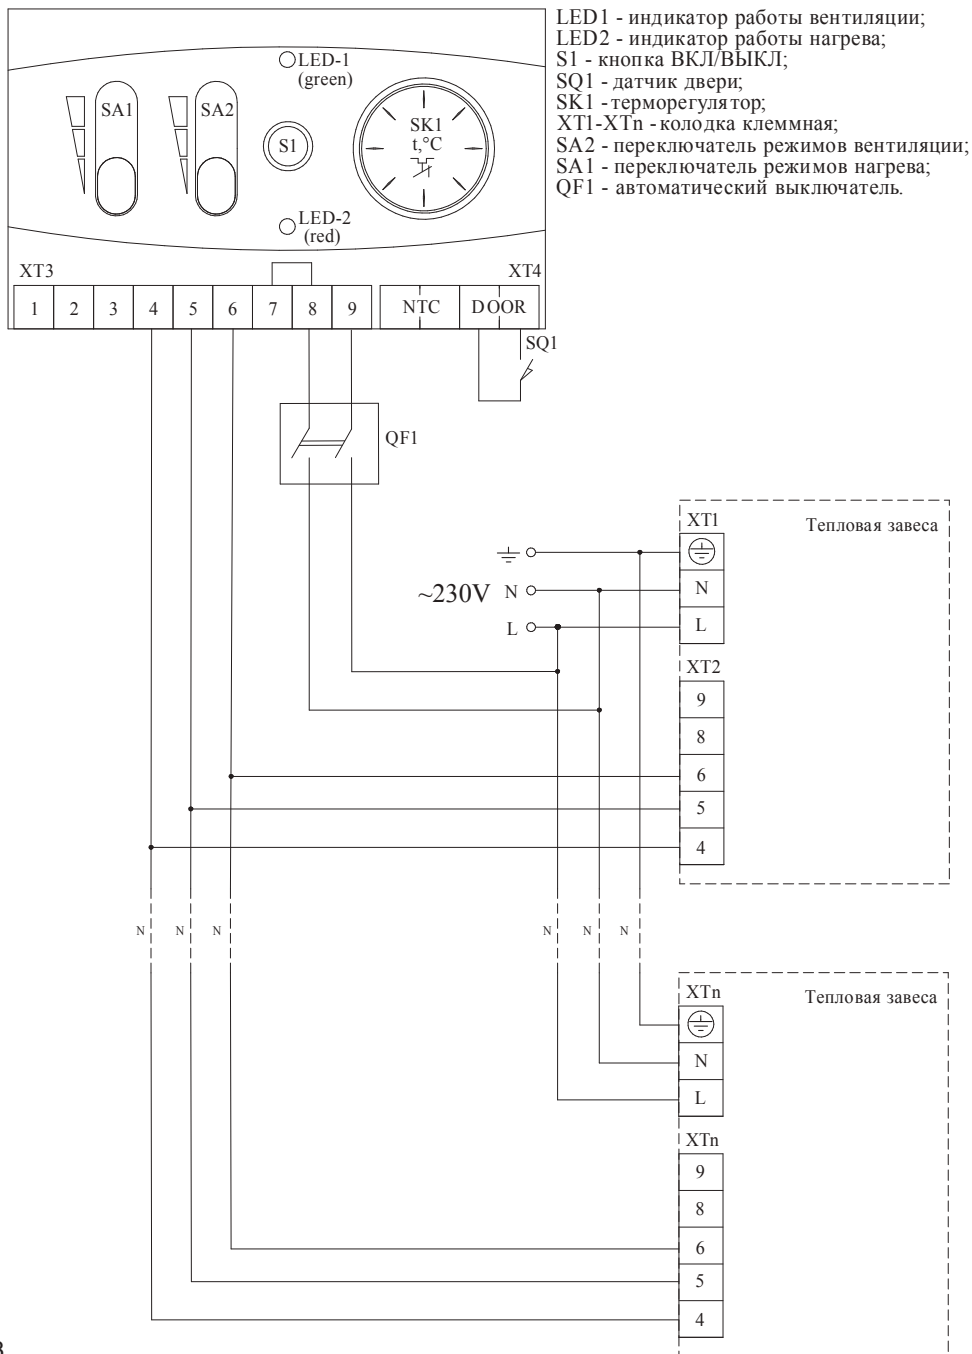 LED1 - индикатор работы вентиляции;
LED2 - индикатор работы нагрева;
S1 - кнопка ВКЛ/ВЫКЛ;
SQ1 - датчик двери;
SK1 - терморегулятор;
XT1-XTn - колодка клеммная;
SA2 - переключатель режимов вентиляции;
SA1 - переключатель режимов нагрева;
QF1 - автоматический выключатель.
LED-1
(green)
SA1
SA2
S1
SK1
t,°C
LED-2
(red)
XT3
XT4
1 2 3 4 5 6 7 8 9 NTC DOOR
SQ1
QF1
XT1
Тепловая завеса
~230V N
N
L
L
XT2
9
8
6
5
4
N N N N N N
XTn
Тепловая завеса
N
L
XTn
9
8
6
5
4